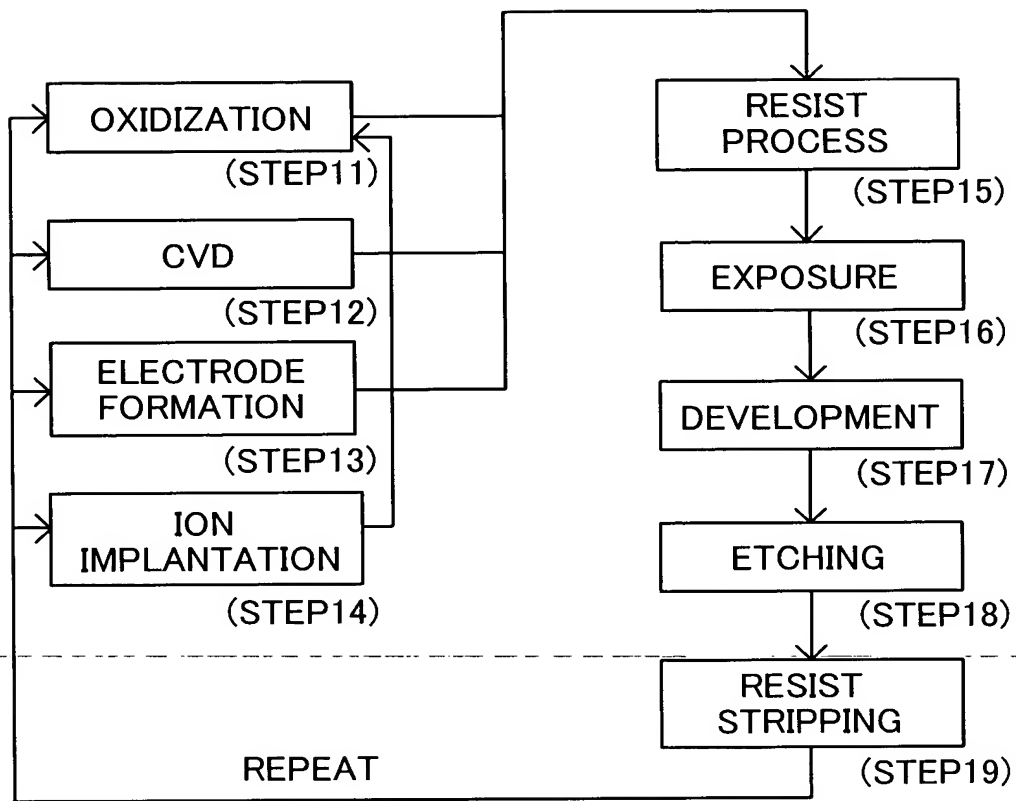 OXIDIZATION
(STEP11)
CVD
(STEP12)
ELECTRODE
FORMATION
(STEP13)
ION
IMPLANTATION
(STEP14)
RESIST
PROCESS
(STEP15)
EXPOSURE
(STEP16)
DEVELOPMENT
(STEP17)
ETCHING
(STEP18)
RESIST
STRIPPING
(STEP19)
REPEAT